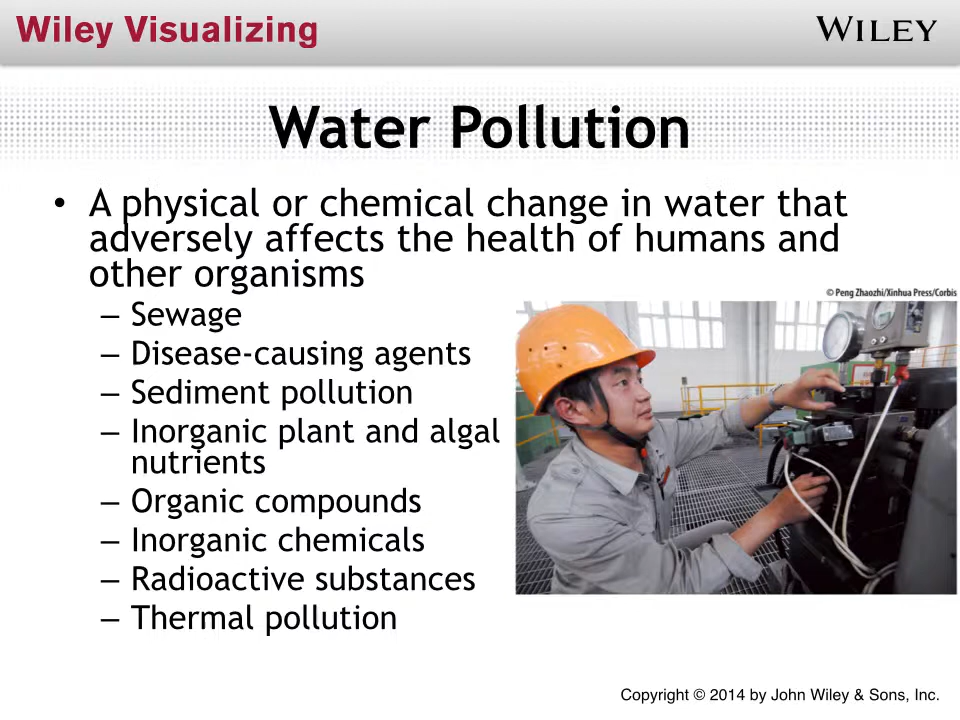 Wiley Visualizing
WILEY
Water Pollution
• A physical or chemical change in water that
adversely affects the health of humans and
other organisms
© Peng Zhaozhi/Xinhua Press/Corbis
– Sewage
– Disease-causing agents
– Sediment pollution
– Inorganic plant and algal
nutrients
– Organic compounds
– Inorganic chemicals
– Radioactive substances
– Thermal pollution
Copyright © 2014 by John Wiley & Sons, Inc.